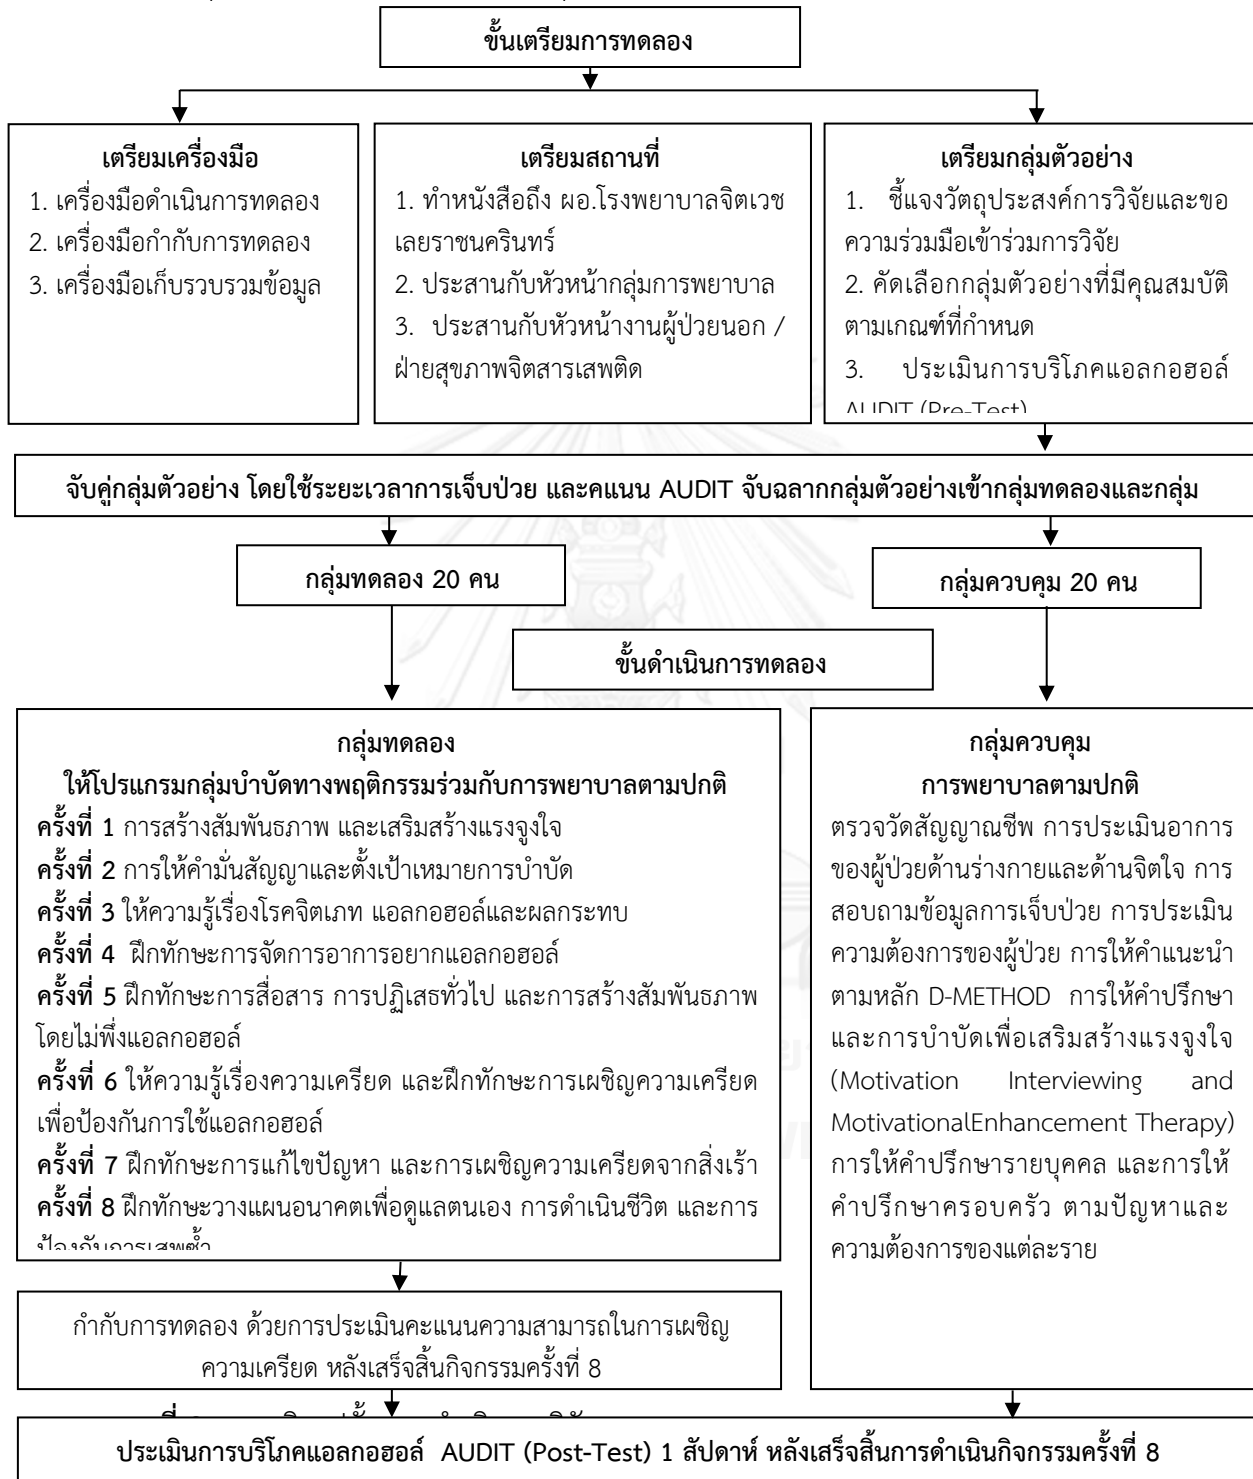 ขั้นเตรียมการทดลอง
เตรียมเครื่องมือ
1. เครื่องมือดำเนินการทดลอง
2. เครื่องมือกำกับการทดลอง
3. เครื่องมือเก็บรวบรวมข้อมูล
เตรียมสถานที่
1. ทำหนังสือถึง ผอ.โรงพยาบาลจิตเวช
เลยราชนครินทร์
2. ประสานกับหัวหน้ากลุ่มการพยาบาล
3. ประสานกับหัวหน้างานผู้ป่วยนอก /
ฝ่ายสุขภาพจิตสารเสพติด
เตรียมกลุ่มตัวอย่าง
1. ชี้แจงวัตถุประสงค์การวิจัยและขอ
ความร่วมมือเข้าร่วมการวิจัย
2. คัดเลือกกลุ่มตัวอย่างที่มีคุณสมบัติ
ตามเกณฑ์ที่กำหนด
3. ประเมินการบริโภคแอลกอฮอล์
AUDIT (Pre-Test)
จับคู่กลุ่มตัวอย่าง โดยใช้ระยะเวลาการเจ็บป่วย และคแนน AUDIT จับฉลากกลุ่มตัวอย่างเข้ากลุ่มทดลองและกลุ่ม
กลุ่มทดลอง 20 คน
กลุ่มควบคุม 20 คน
ขั้นดำเนินการทดลอง
กลุ่มทดลอง
ให้โปรแกรมกลุ่มบำบัดทางพฤติกรรมร่วมกับการพยาบาลตามปกติ
ครั้งที่ 1 การสร้างสัมพันธภาพ และเสริมสร้างแรงจูงใจ
ครั้งที่ 2 การให้คำมั่นสัญญาและตั้งเป้าเหมายการบำบัด
ครั้งที่ 3 ให้ความรู้เรื่องโรคจิตเภท แอลกอฮอล์และผลกระทบ
ครั้งที่ 4 ฝึกทักษะการจัดการอาการอยากแอลกอฮอล์
ครั้งที่ 5 ฝึกทักษะการสื่อสาร การปฏิเสธทั่วไป และการสร้างสัมพันธภาพ
โดยไม่พึ่งแอลกอฮอล์
ครั้งที่ 6 ให้ความรู้เรื่องความเครียด และฝึกทักษะการเผชิญความเครียด
เพื่อป้องกันการใช้แอลกอฮอล์
ครั้งที่ 7 ฝึกทักษะการแก้ไขปัญหา และการเผชิญความเครียดจากสิ่งเร้า
ครั้งที่ 8 ฝึกทักษะวางแผนอนาคตเพื่อดูแลตนเอง การดำเนินชีวิต และการ
ป้องกันการเสพซ้ำ
กลุ่มควบคุม
การพยาบาลตามปกติ
ตรวจวัดสัญญาณชีพ การประเมินอาการ
ของผู้ป่วยด้านร่างกายและด้านจิตใจ การ
สอบถามข้อมูลการเจ็บป่วย การประเมิน
ความต้องการของผู้ป่วย การให้คำแนะนำ
ตามหลัก D-METHOD การให้คำปรึกษา
และการบำบัดเพื่อเสริมสร้างแรงจูงใจ
(Motivation Interviewing and
MotivationalEnhancement Therapy)
การให้คำปรึกษารายบุคคล และการให้
คำปรึกษาครอบครัว ตามปัญหาและ
ความต้องการของแต่ละราย
กำกับการทดลอง ด้วยการประเมินคะแนนความสามารถในการเผชิญ
ความเครียด หลังเสร็จสิ้นกิจกรรมครั้งที่ 8
ประเมินการบริโภคแอลกอฮอล์ AUDIT (Post-Test) 1 สัปดาห์ หลังเสร็จสิ้นการดำเนินกิจกรรมครั้งที่ 8